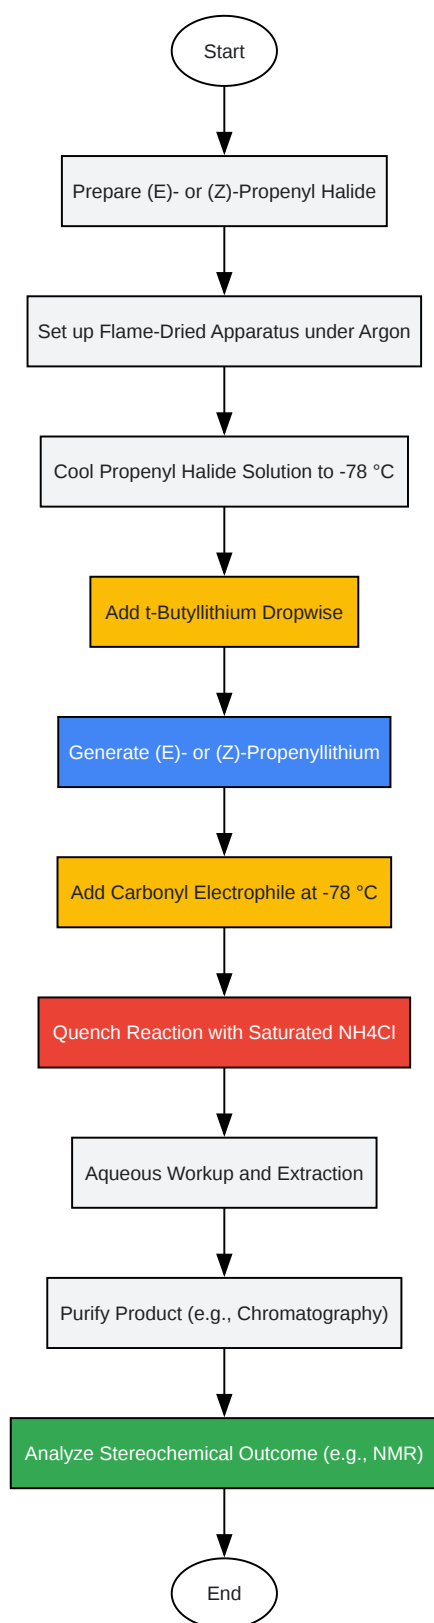 Start
Prepare (E)- or (Z)-Propenyl Halide
Set up Flame-Dried Apparatus under Argon
Cool Propenyl Halide Solution to -78 °C
Add t-Butyllithium Dropwise
Generate (E)- or (Z)-Propenyllithium
Add Carbonyl Electrophile at -78 °C
Quench Reaction with Saturated NH4Cl
Aqueous Workup and Extraction
Purify Product (e.g., Chromatography)
Analyze Stereochemical Outcome (e.g., NMR)
End